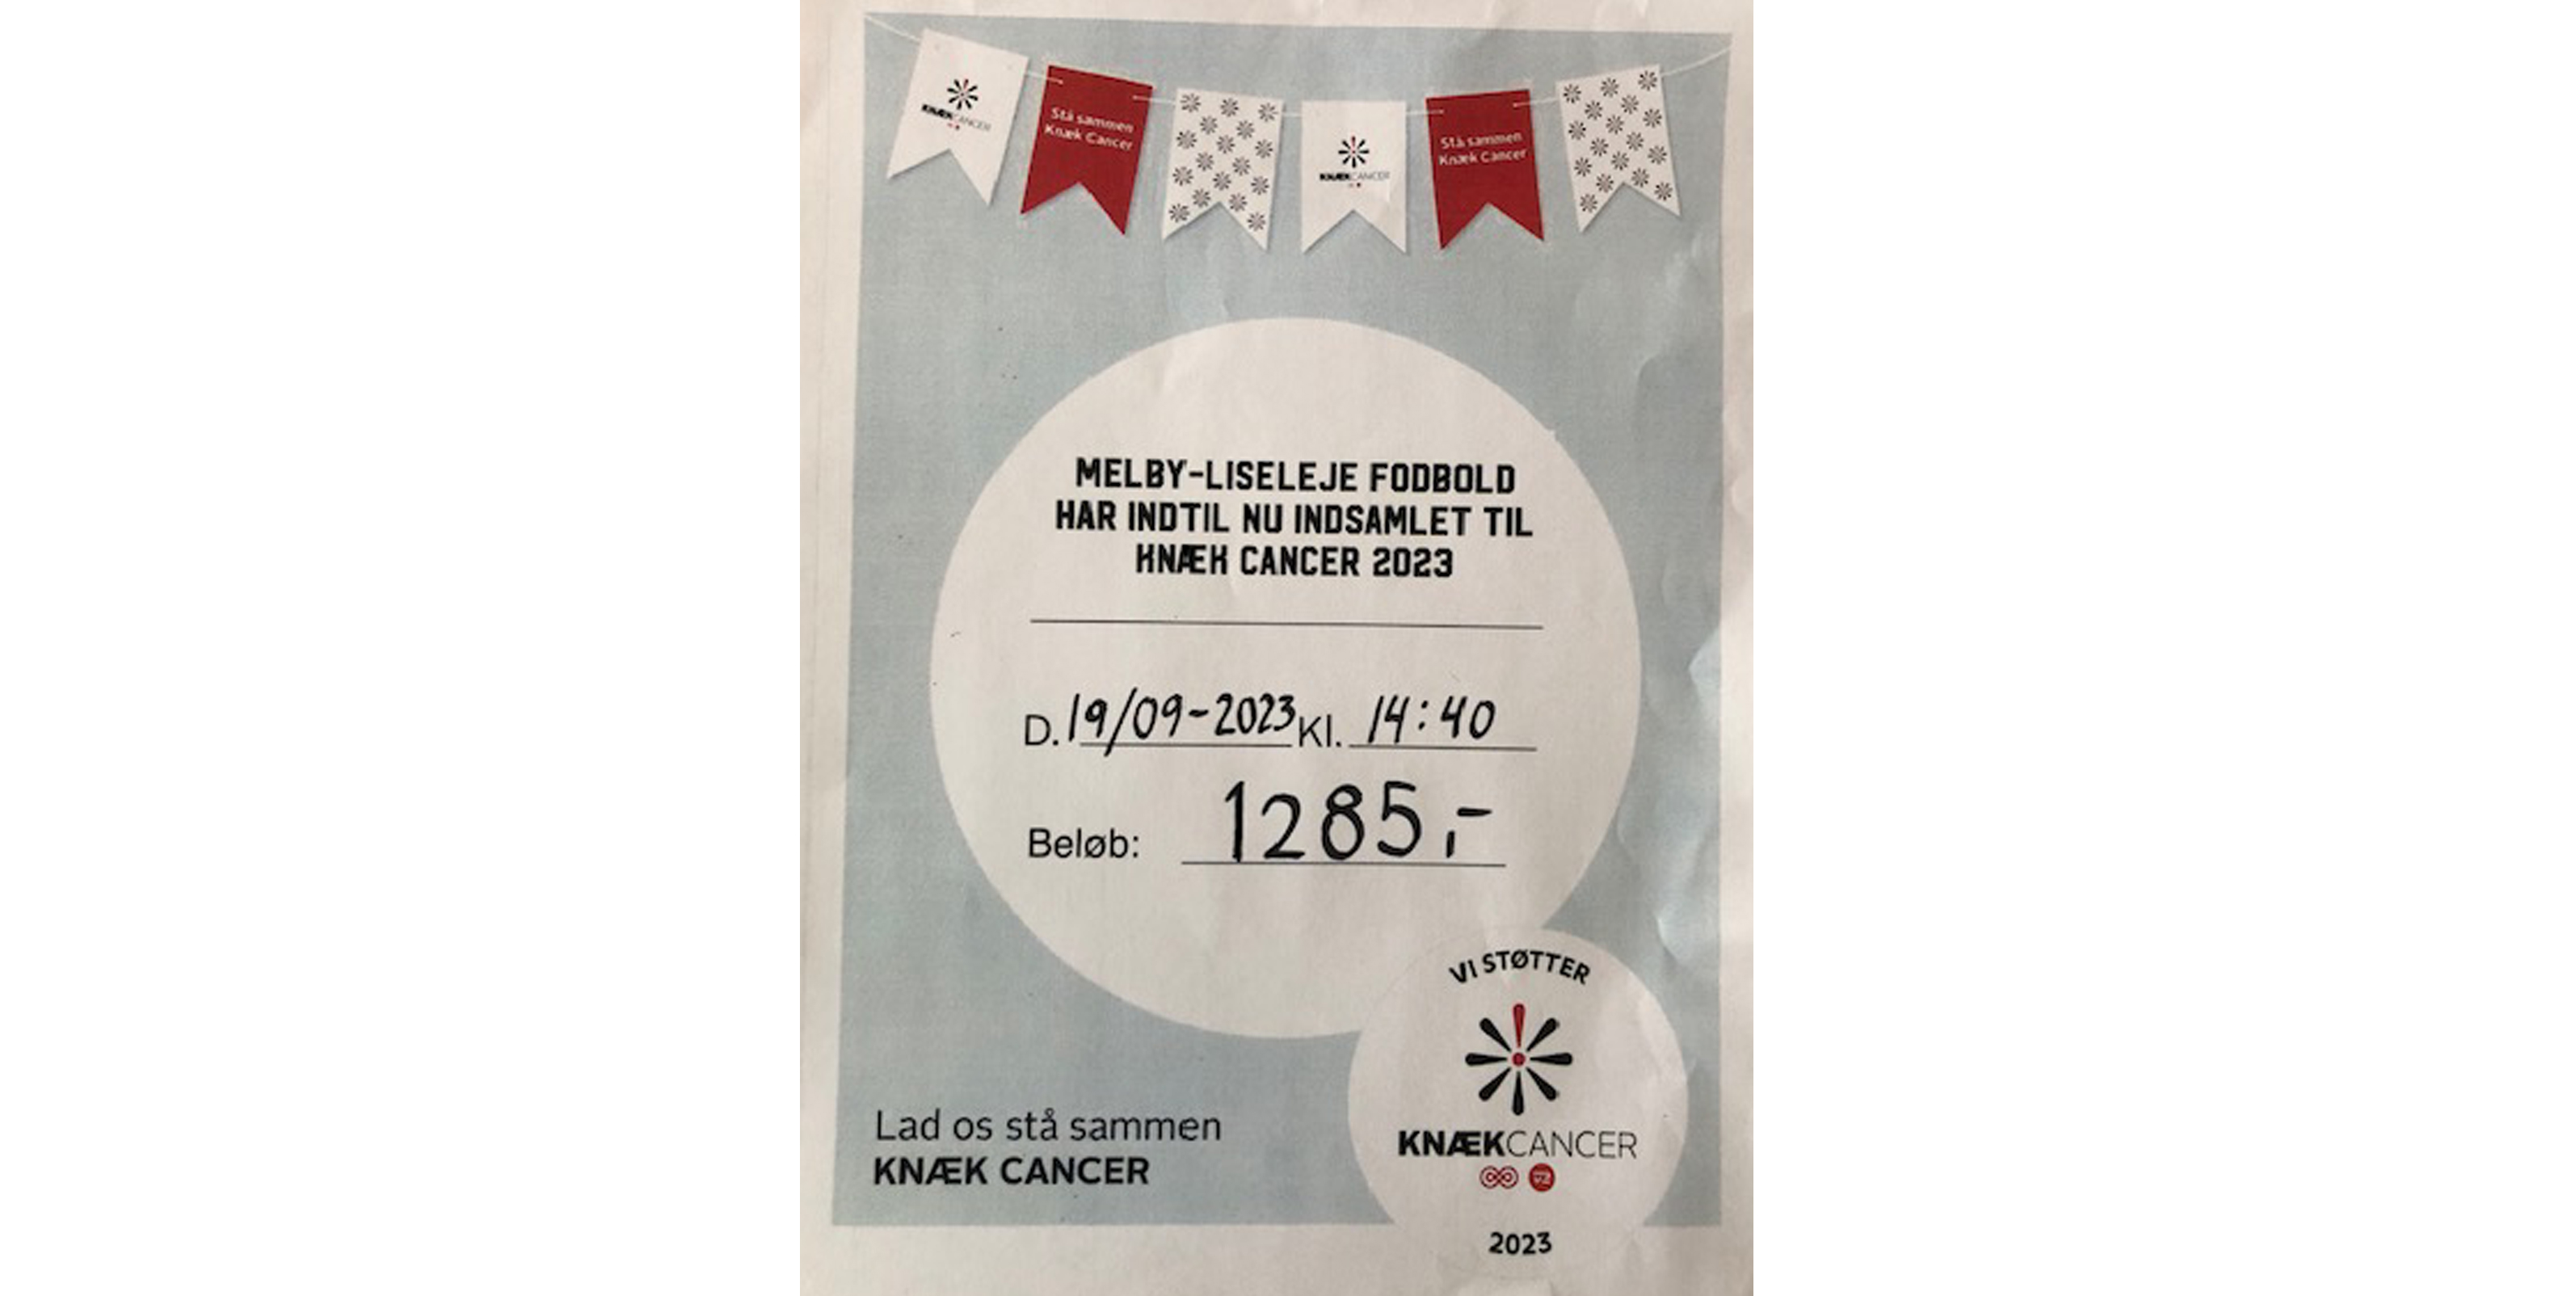 KNÆKCANCER
Stå sammen
Knæk Cancer
KNÆKCANCER
Stå sammen
Knæk Cancer
MELBY-LISELEJE FODBOLD
HAR INDTIL NU INDSAMLET TIL
KNÆK CANCER 2023
D. 19/09-2023 Kl. 14:40
Beløb: 1285,-
VI STØTTER
KNÆKCANCER
2023
Lad os stå sammen
KNÆK CANCER